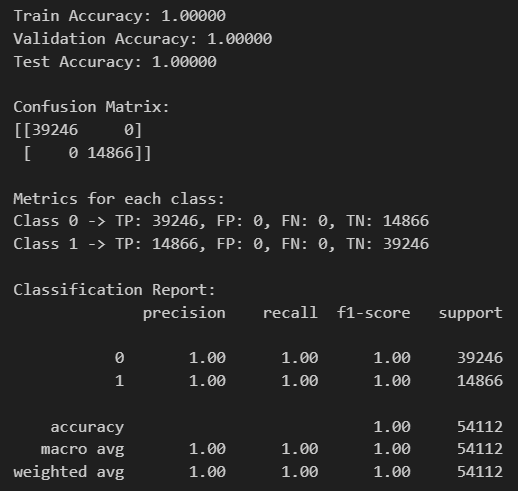 Train Accuracy: 1.00000
Validation Accuracy: 1.00000
Test Accuracy: 1.00000

Confusion Matrix:
[[39246     0]
 [    0 14866]]

Metrics for each class:
Class 0 -> TP: 39246, FP: 0, FN: 0, TN: 14866
Class 1 -> TP: 14866, FP: 0, FN: 0, TN: 39246

Classification Report:
              precision    recall  f1-score   support

           0       1.00      1.00      1.00     39246
           1       1.00      1.00      1.00     14866

    accuracy                           1.00     54112
   macro avg       1.00      1.00      1.00     54112
weighted avg       1.00      1.00      1.00     54112